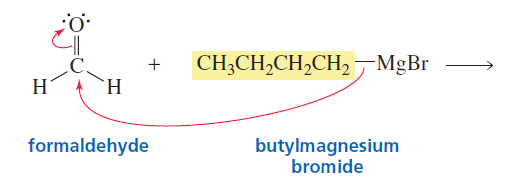 O
C
H H
+ CH₃CH₂CH₂CH₂—MgBr ⟶
formaldehyde
butylmagnesium
bromide